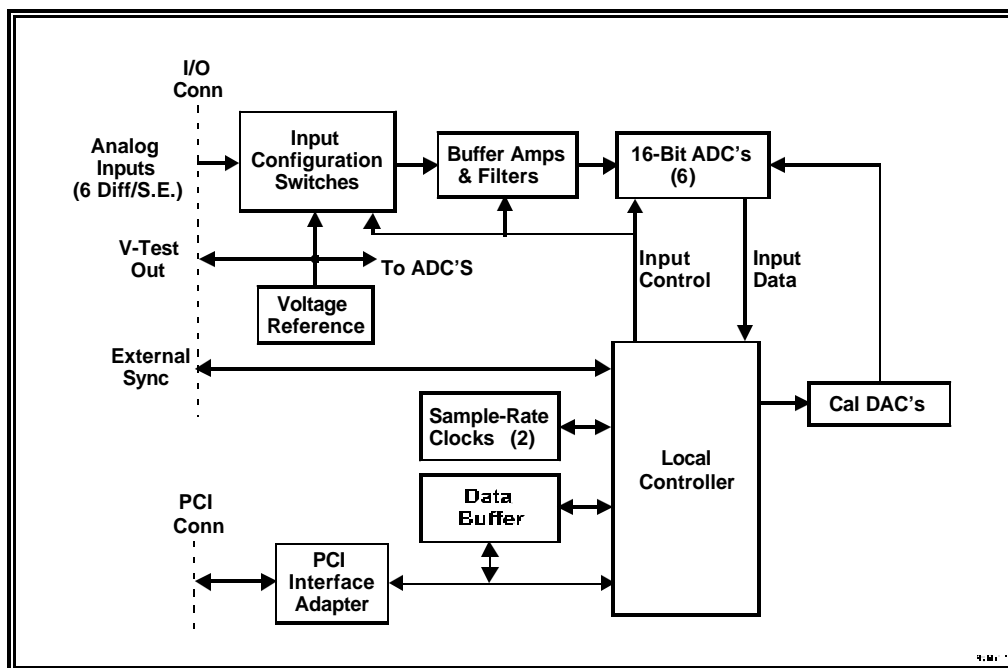 I/O
Conn
Analog
Inputs
(6 Diff/S.E.)
Input
Configuration
Switches
Buffer Amps
& Filters
16-Bit ADC's
(6)
V-Test
Out
To ADC'S
Voltage
Reference
Input
Control
Input
Data
External
Sync
Sample-Rate
Clocks (2)
Cal DAC's
Local
Controller
Data
Buffer
PCI
Conn
PCI
Interface
Adapter